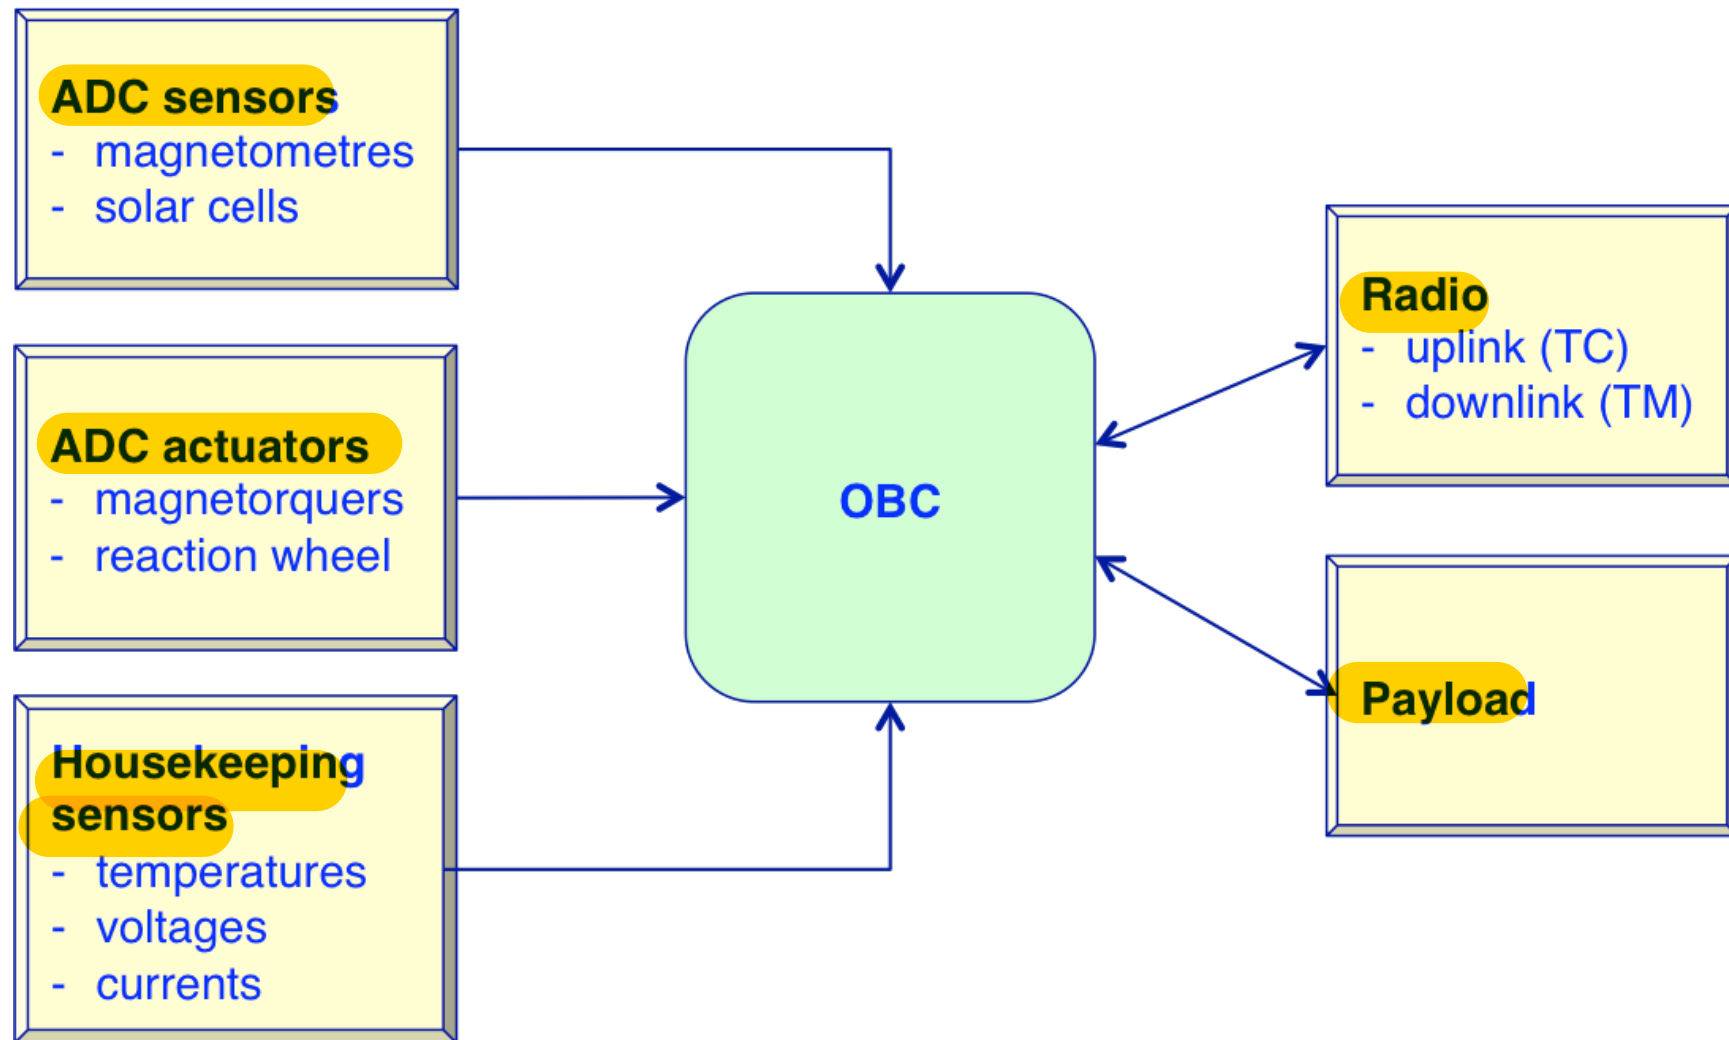 ADC sensors
- magnetometres
- solar cells
ADC actuators
- magnetorquers
- reaction wheel
Housekeeping
sensors
- temperatures
- voltages
- currents
OBC
Radio
- uplink (TC)
- downlink (TM)
Payload